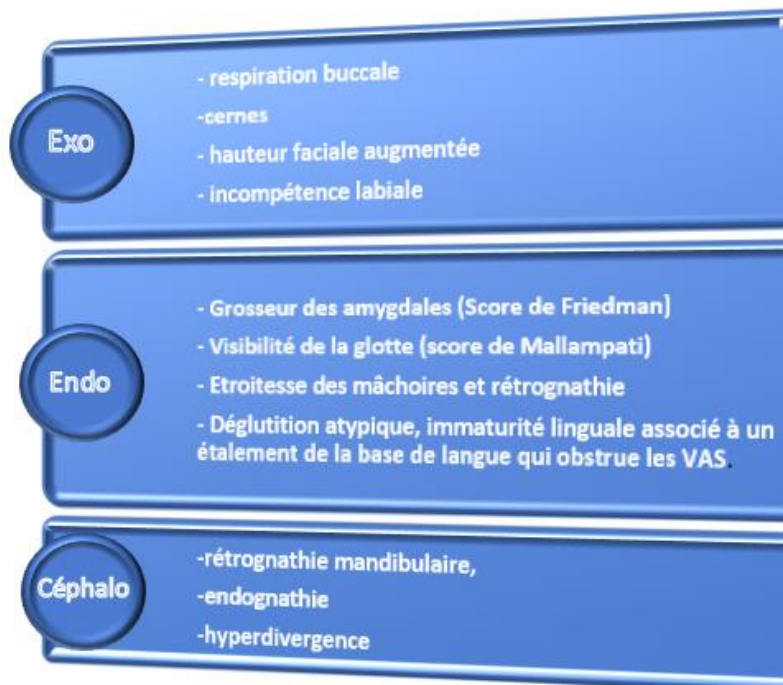 Exo
- respiration buccale
-cernes
- hauteur faciale augmentée
- incompétence labiale
Endo
- Grosseur des amygdales (Score de Friedman)
- Visibilité de la glotte (score de Mallampati)
- Etroitesse des mâchoires et rétrognathie
- Déglutition atypique, immaturité linguale associé à un
étalement de la base de langue qui obstrue les VAS.
Céphalo
-rétrognathie mandibulaire,
-endognathie
-hyperdivergence